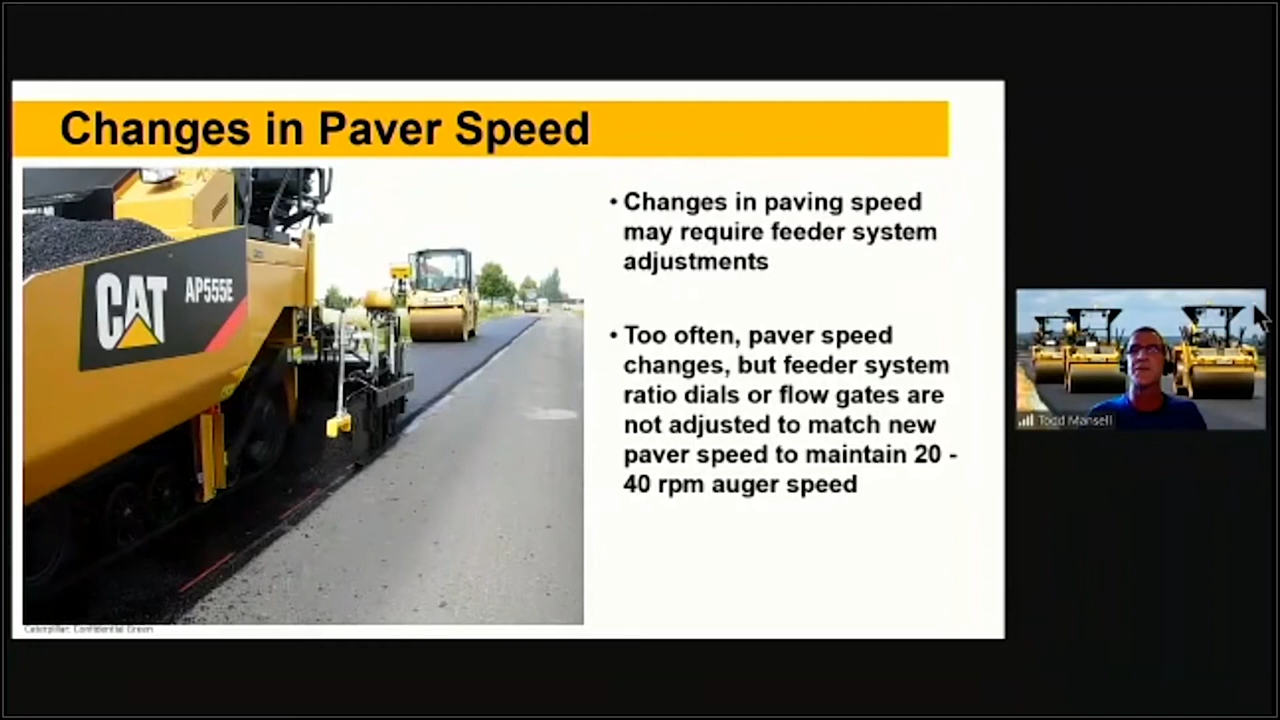 Changes in Paver Speed
CAT
AP555E
• Changes in paving speed
may require feeder system
adjustments
• Too often, paver speed
changes, but feeder system
ratio dials or flow gates are
not adjusted to match new
paver speed to maintain 20 -
40 rpm auger speed
Caterpillar: Confidential Green
Todd Mansell